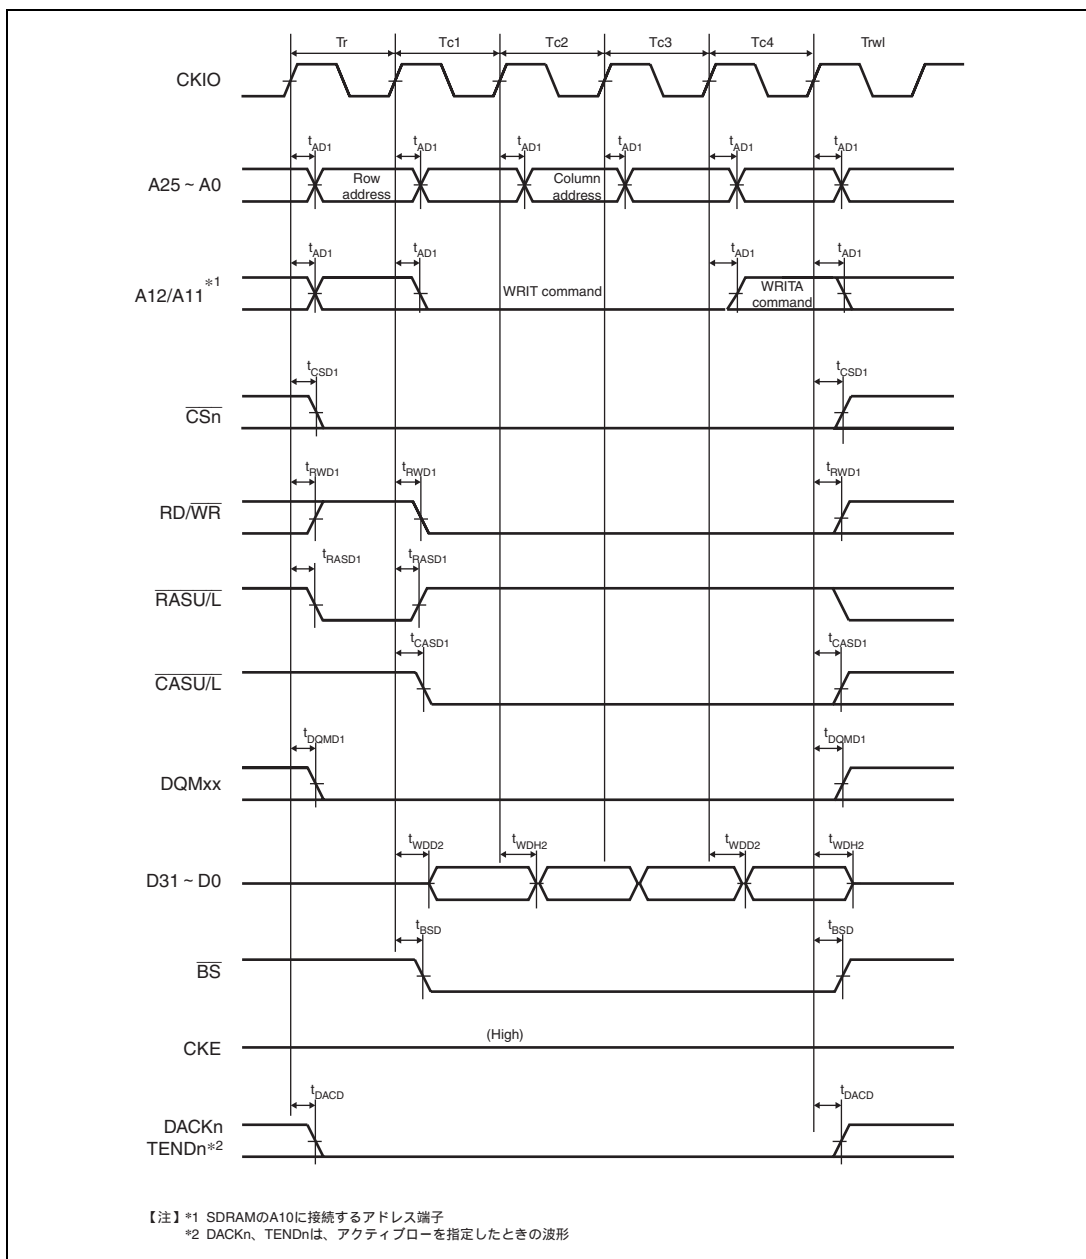 Tr Tc1 Tc2 Tc3 Tc4 Trwl
CKIO
tAD1 tAD1 tAD1 tAD1 tAD1 tAD1
A25 ~ A0
Row address
Column address
tAD1 tAD1 tAD1 tAD1
A12/A11*1
WRIT command
WRITA command
tCSD1 tCSD1
CSn
tRWD1 tRWD1 tRWD1
RD/WR
tRASD1 tRASD1
RASU/L
tCASD1 tCASD1
CASU/L
tDQMD1 tDQMD1
DQMxx
tWDD2 tWDH2 tWDD2 tWDH2
D31 ~ D0
tBSD tBSD
BS
(High)
CKE
tDACD tDACD
DACKn
TENDn*2
【注】*1 SDRAMのA10に接続するアドレス端子
*2 DACKn、TENDnは、アクティブローを指定したときの波形